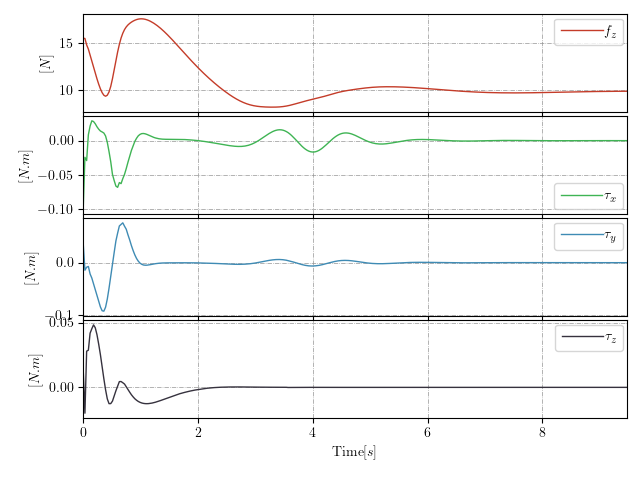 [N]
15
10
f_z
[N.m]
0.00
−0.05
−0.10
τ_x
[N.m]
0.0
−0.1
τ_y
[N.m]
0.05
0.00
τ_z
0 2 4 6 8
Time[s]